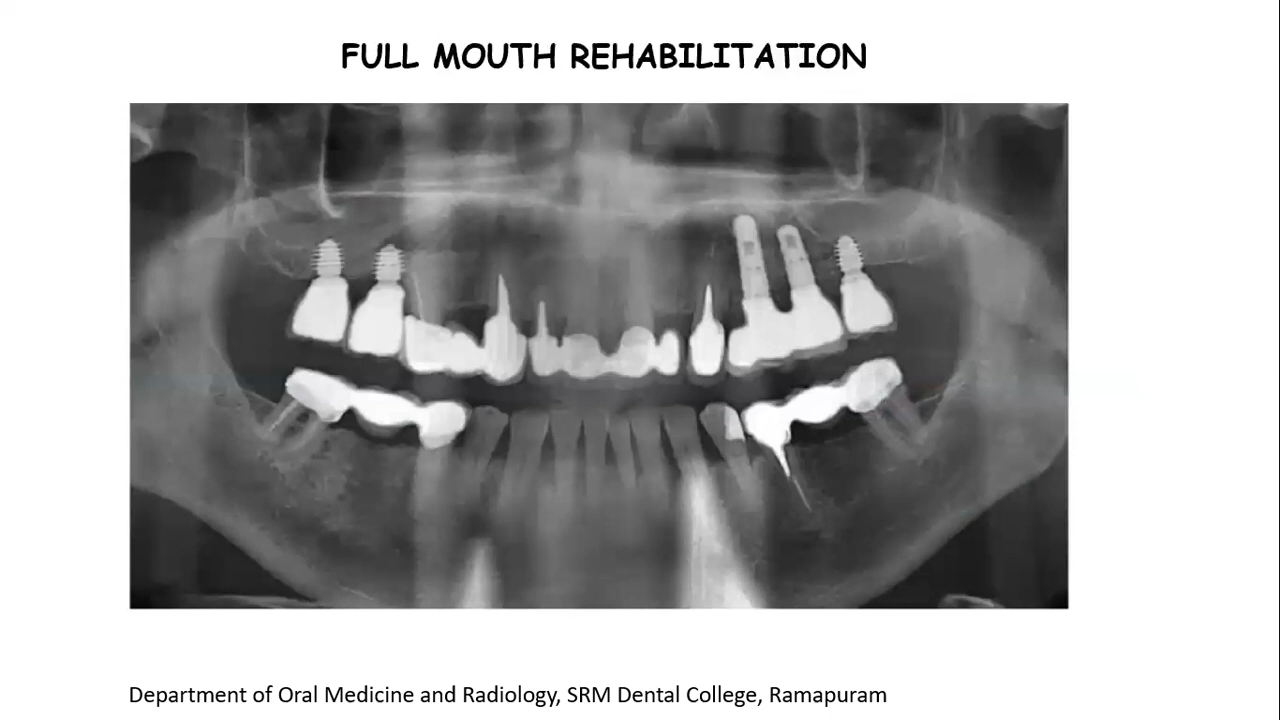 FULL MOUTH REHABILITATION
Department of Oral Medicine and Radiology, SRM Dental College, Ramapuram